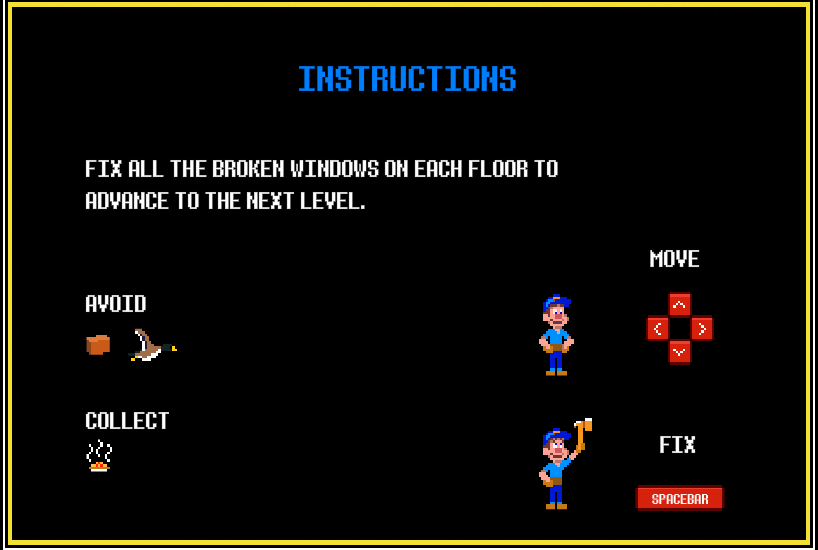 INSTRUCTIONS
FIX ALL THE BROKEN WINDOWS ON EACH FLOOR TO
ADVANCE TO THE NEXT LEVEL.
MOVE
AVOID
COLLECT
FIX
SPACEBAR